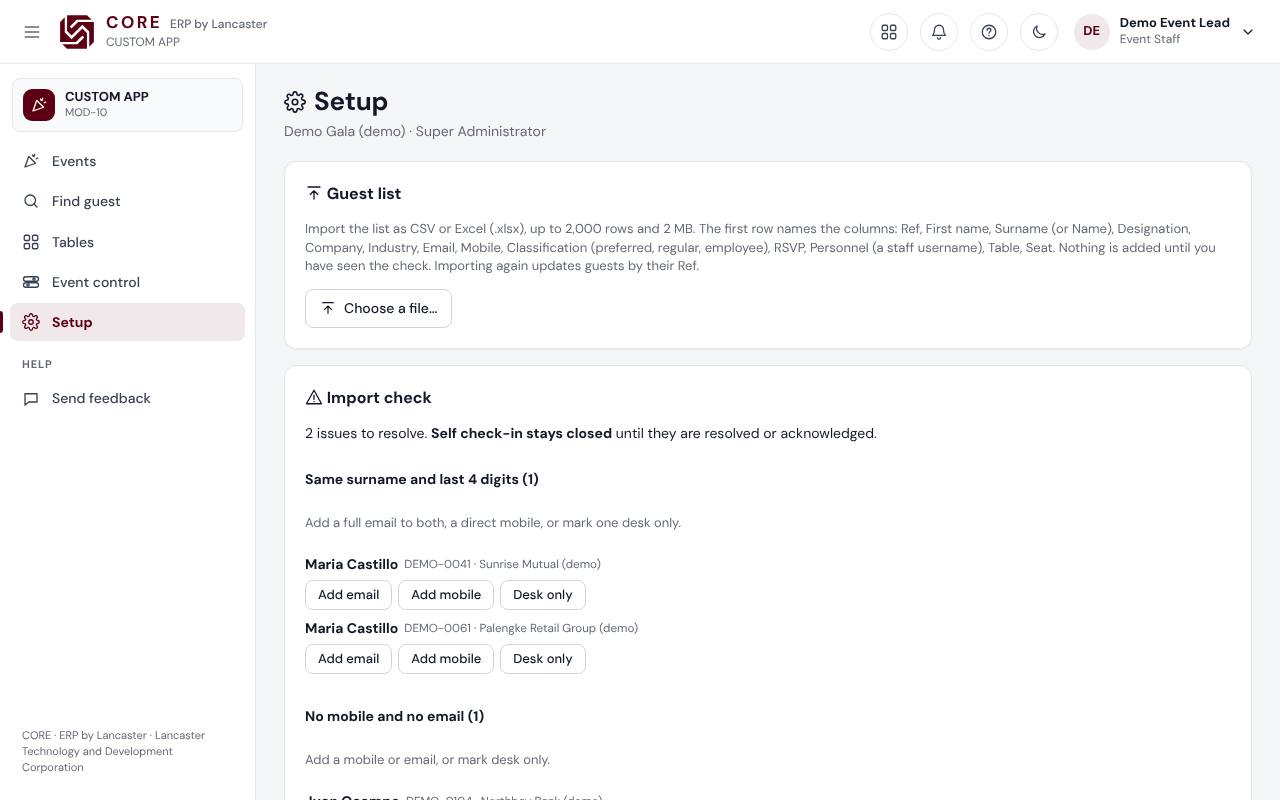 CORE ERP by Lancaster
CUSTOM APP
DE
Demo Event Lead
Event Staff
CUSTOM APP
MOD-10
Events
Find guest
Tables
Event control
Setup
HELP
Send feedback
CORE · ERP by Lancaster · Lancaster
Technology and Development
Corporation
Setup
Demo Gala (demo) · Super Administrator
Guest list
Import the list as CSV or Excel (.xlsx), up to 2,000 rows and 2 MB. The first row names the columns: Ref, First name, Surname (or Name), Designation,
Company, Industry, Email, Mobile, Classification (preferred, regular, employee), RSVP, Personnel (a staff username), Table, Seat. Nothing is added until you
have seen the check. Importing again updates guests by their Ref.
Choose a file…
Import check
2 issues to resolve. Self check-in stays closed until they are resolved or acknowledged.
Same surname and last 4 digits (1)
Add a full email to both, a direct mobile, or mark one desk only.
Maria Castillo DEMO-0041 · Sunrise Mutual (demo)
Add email Add mobile Desk only
Maria Castillo DEMO-0061 · Palengke Retail Group (demo)
Add email Add mobile Desk only
No mobile and no email (1)
Add a mobile or email, or mark desk only.